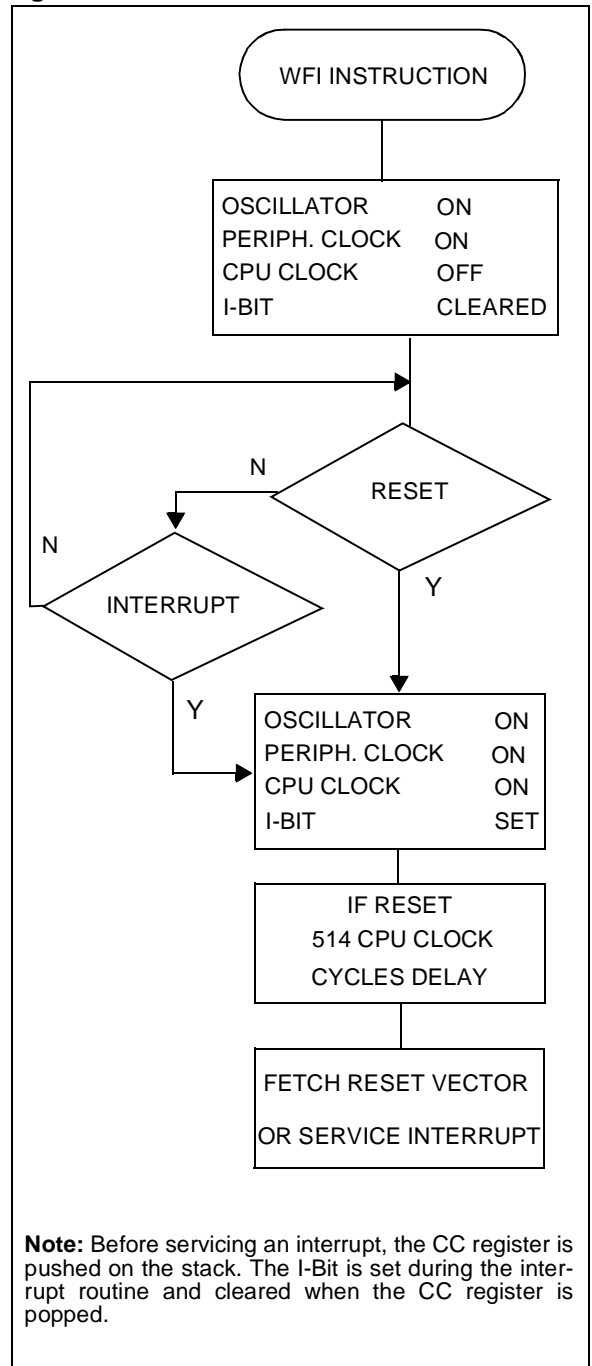 WFI INSTRUCTION
OSCILLATOR ON
PERIPH. CLOCK ON
CPU CLOCK OFF
I-BIT CLEARED
N
RESET
N
INTERRUPT
Y
Y
OSCILLATOR ON
PERIPH. CLOCK ON
CPU CLOCK ON
I-BIT SET
IF RESET
514 CPU CLOCK
CYCLES DELAY
FETCH RESET VECTOR
OR SERVICE INTERRUPT
Note: Before servicing an interrupt, the CC register is
pushed on the stack. The I-Bit is set during the inter-
rupt routine and cleared when the CC register is
popped.